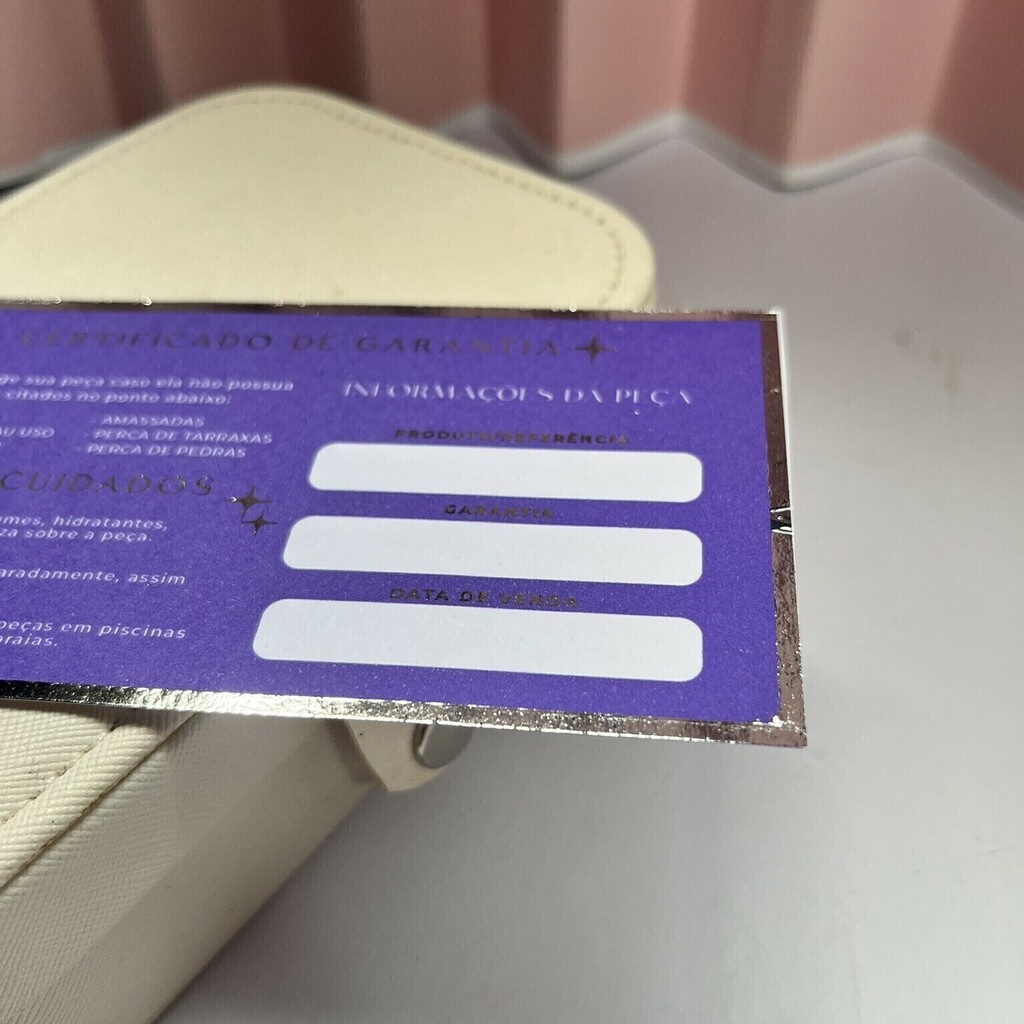 CERTIFICADO DE GARANTIA
ge sua peça caso ela não possua
citados no ponto abaixo:
AMASSADAS
AU USO - PERCA DE TARRAXAS
- PERCA DE PEDRAS
CUIDADOS
umes, hidratantes,
za sobre a peça.
aradamente, assim
peças em piscinas
praias.
INFORMAÇÕES DA PEÇA
PRODUTO/REFERÊNCIA
GARANTIA
DATA DE VENDA